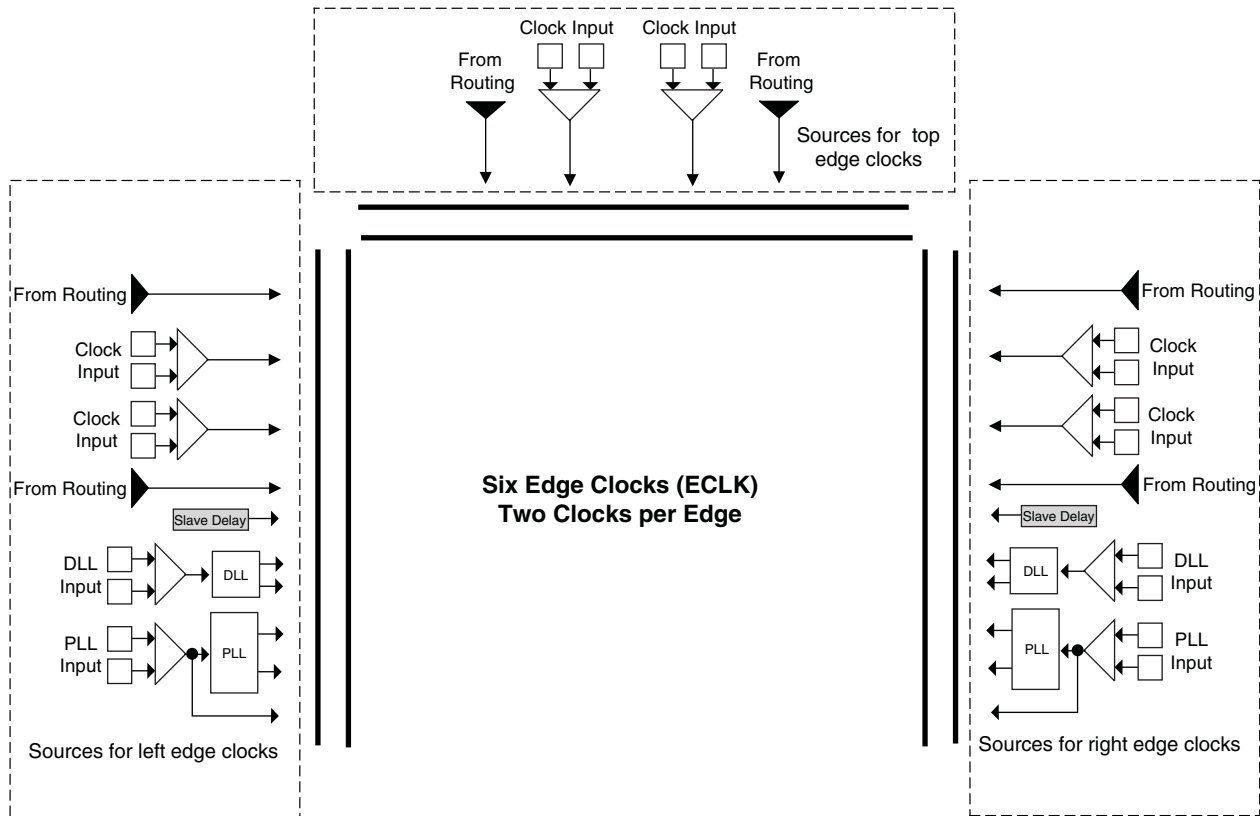 Clock Input
Clock Input
From
Routing
From
Routing
Sources for top
edge clocks
From Routing
Clock
Input
Clock
Input
From Routing
Slave Delay
DLL
Input
DLL
PLL
Input
PLL
Sources for left edge clocks
Six Edge Clocks (ECLK)
Two Clocks per Edge
From Routing
Clock
Input
Clock
Input
From Routing
Slave Delay
DLL
DLL
Input
PLL
PLL
Input
Sources for right edge clocks